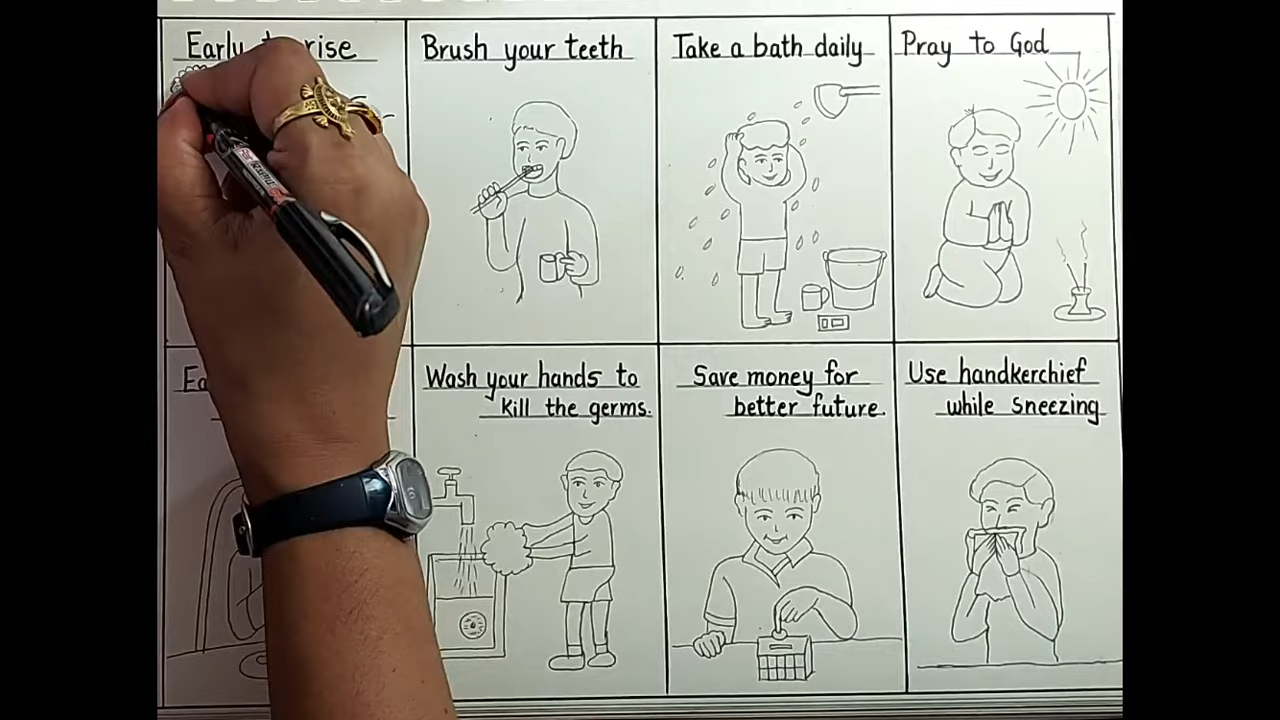 Early rise
Brush your teeth
Take a bath daily
Pray to God
Wash your hands to
Kill the germs.
Save money for
better future.
Use handkerchief
while sneezing